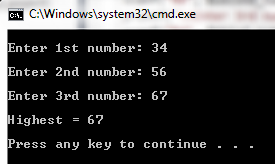 C:\Windows\system32\cmd.exe
Enter 1st number: 34
Enter 2nd number: 56
Enter 3rd number: 67
Highest = 67
Press any key to continue . . .